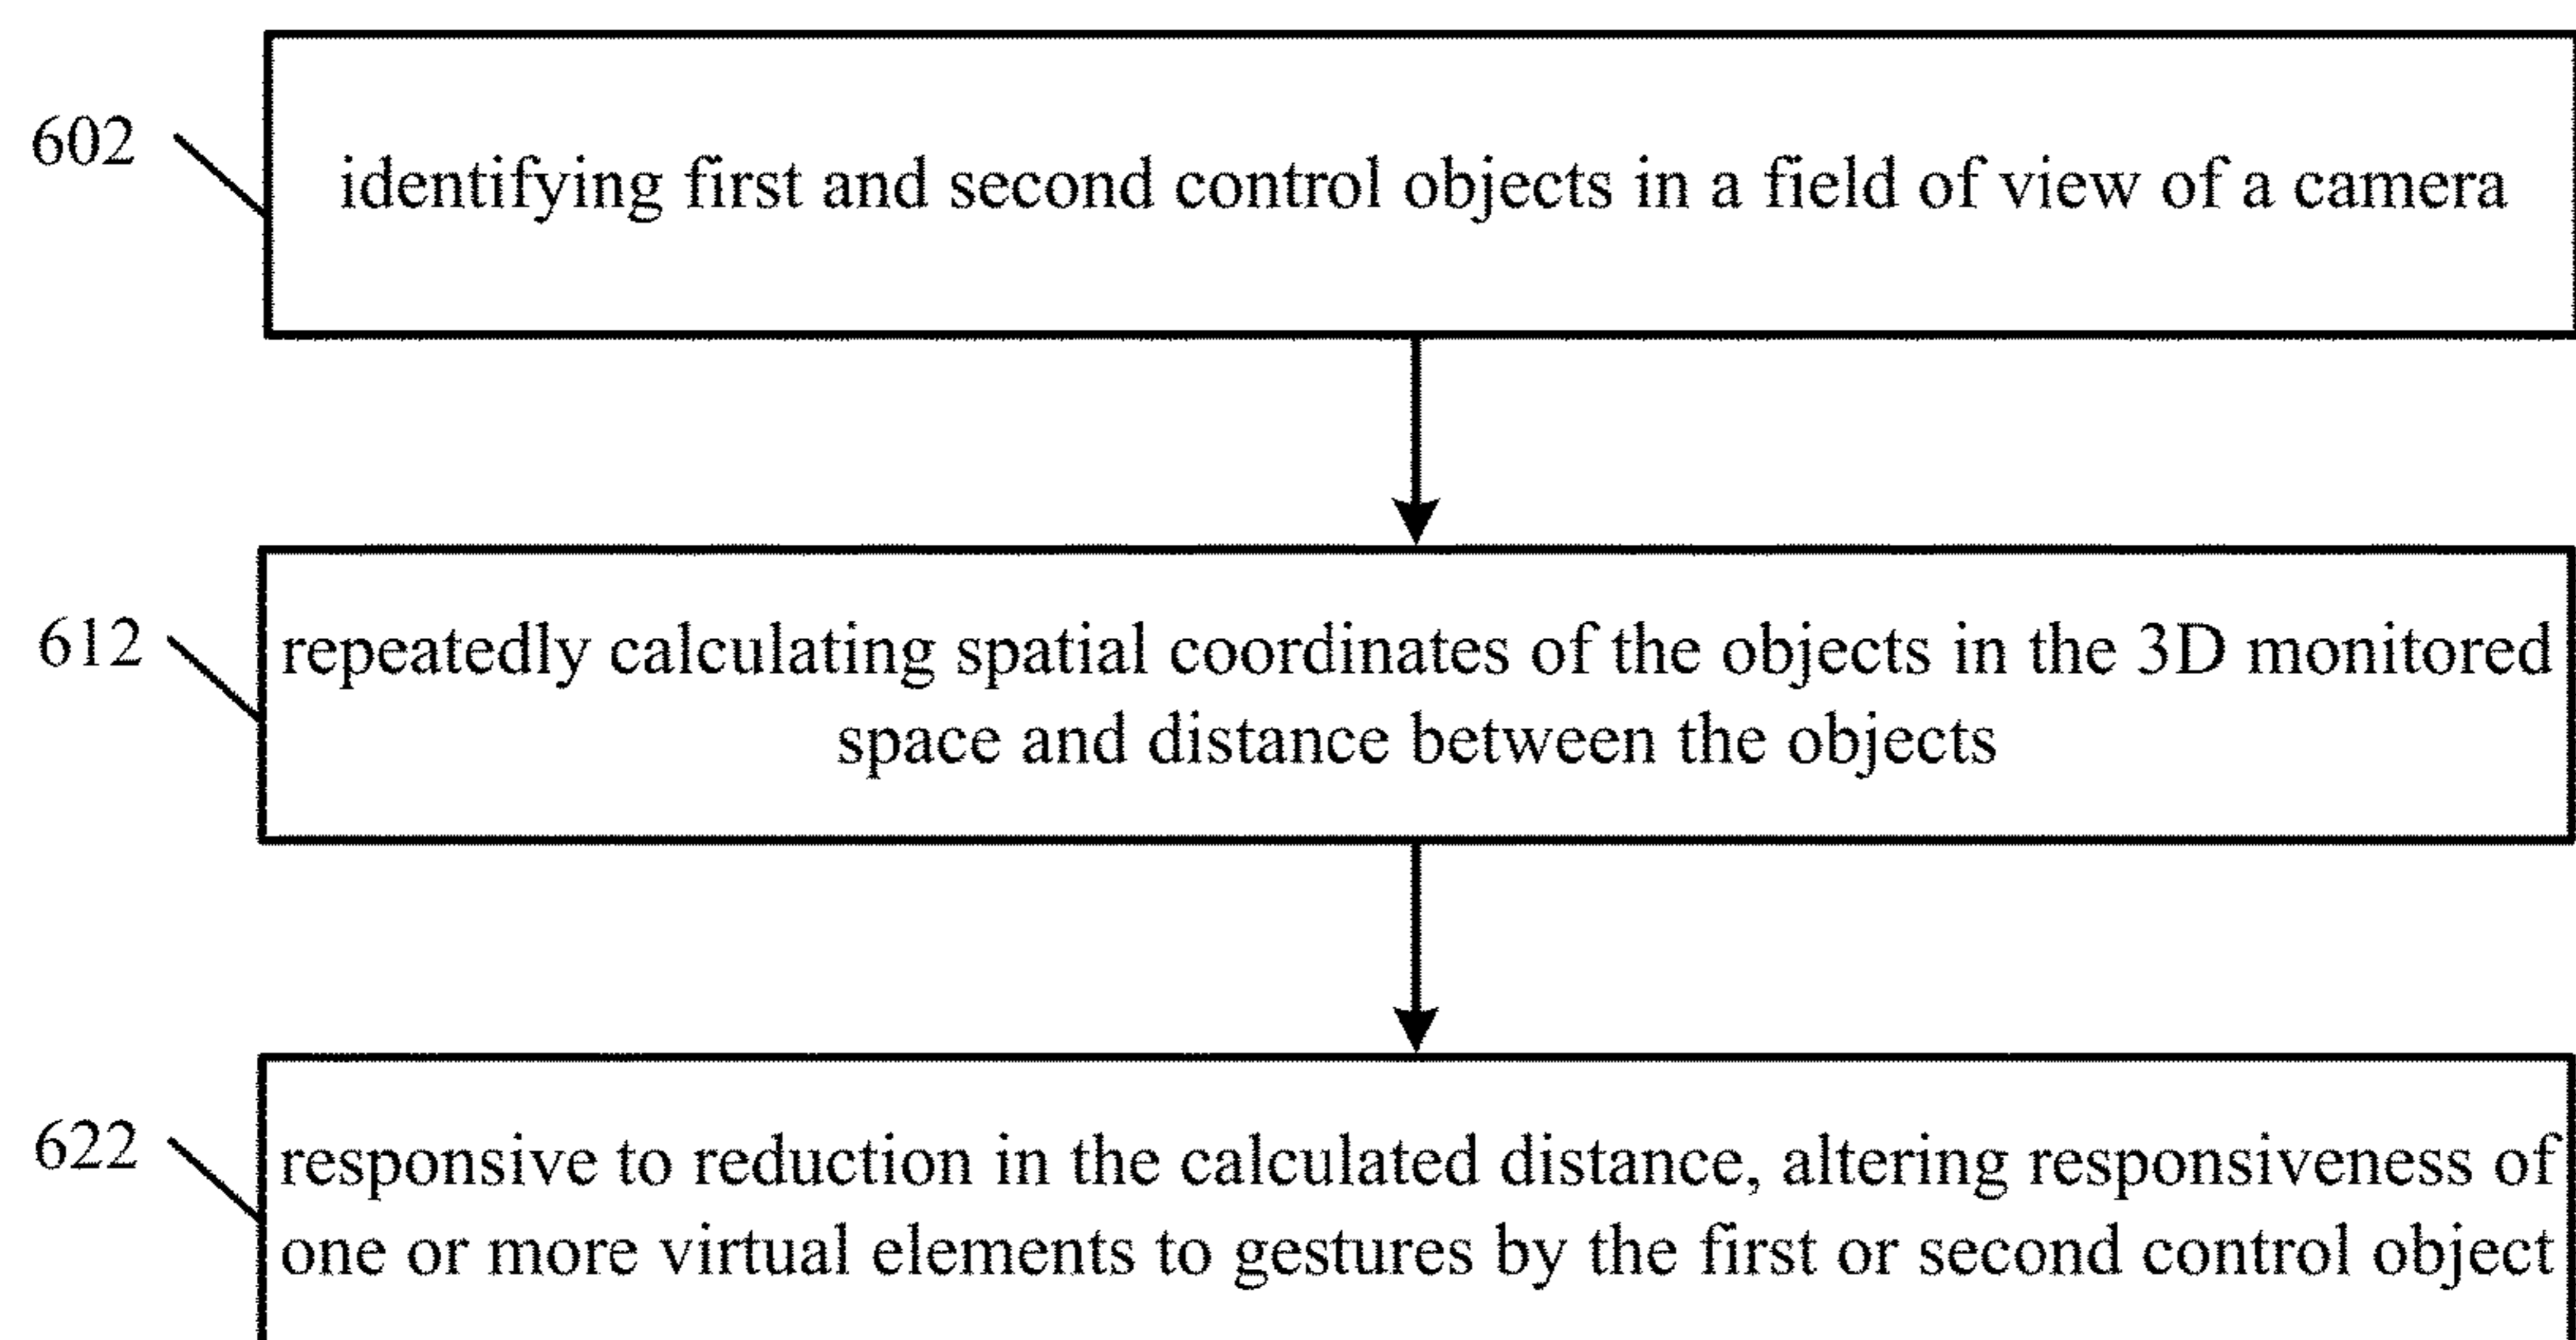 602
identifying first and second control objects in a field of view of a camera
612
repeatedly calculating spatial coordinates of the objects in the 3D monitored
space and distance between the objects
622
responsive to reduction in the calculated distance, altering responsiveness of
one or more virtual elements to gestures by the first or second control object